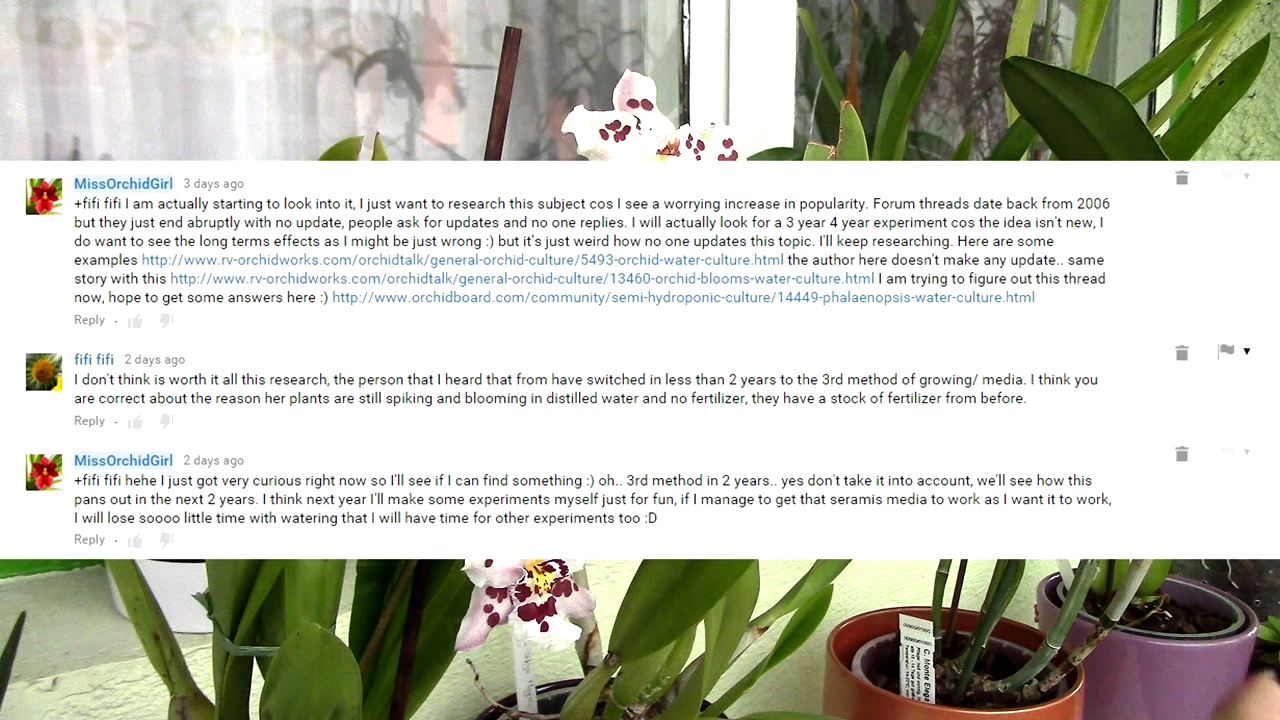 MissOrchidGirl 3 days ago
+fifi fifi I am actually starting to look into it, I just want to research this subject cos I see a worrying increase in popularity. Forum threads date back from 2006
but they just end abruptly with no update, people ask for updates and no one replies. I will actually look for a 3 year 4 year experiment cos the idea isn't new, I
do want to see the long terms effects as I might be just wrong :) but it's just weird how no one updates this topic. I'll keep researching. Here are some
examples http://www.rv-orchidworks.com/orchidtalk/general-orchid-culture/5493-orchid-water-culture.html the author here doesn't make any update.. same
story with this http://www.rv-orchidworks.com/orchidtalk/general-orchid-culture/13460-orchid-blooms-water-culture.html I am trying to figure out this thread
now, hope to get some answers here :) http://www.orchidboard.com/community/semi-hydroponic-culture/14449-phalaenopsis-water-culture.html
Reply ·
fifi fifi 2 days ago
I don't think is worth it all this research, the person that I heard that from have switched in less than 2 years to the 3rd method of growing/ media. I think you
are correct about the reason her plants are still spiking and blooming in distilled water and no fertilizer, they have a stock of fertilizer from before.
Reply ·
MissOrchidGirl 2 days ago
+fifi fifi hehe I just got very curious right now so I'll see if I can find something :) oh.. 3rd method in 2 years.. yes don't take it into account, we'll see how this
pans out in the next 2 years. I think next year I'll make some experiments myself just for fun, if I manage to get that seramis media to work as I want it to work,
I will lose soooo little time with watering that I will have time for other experiments too :D
Reply ·
C. Monte Elega